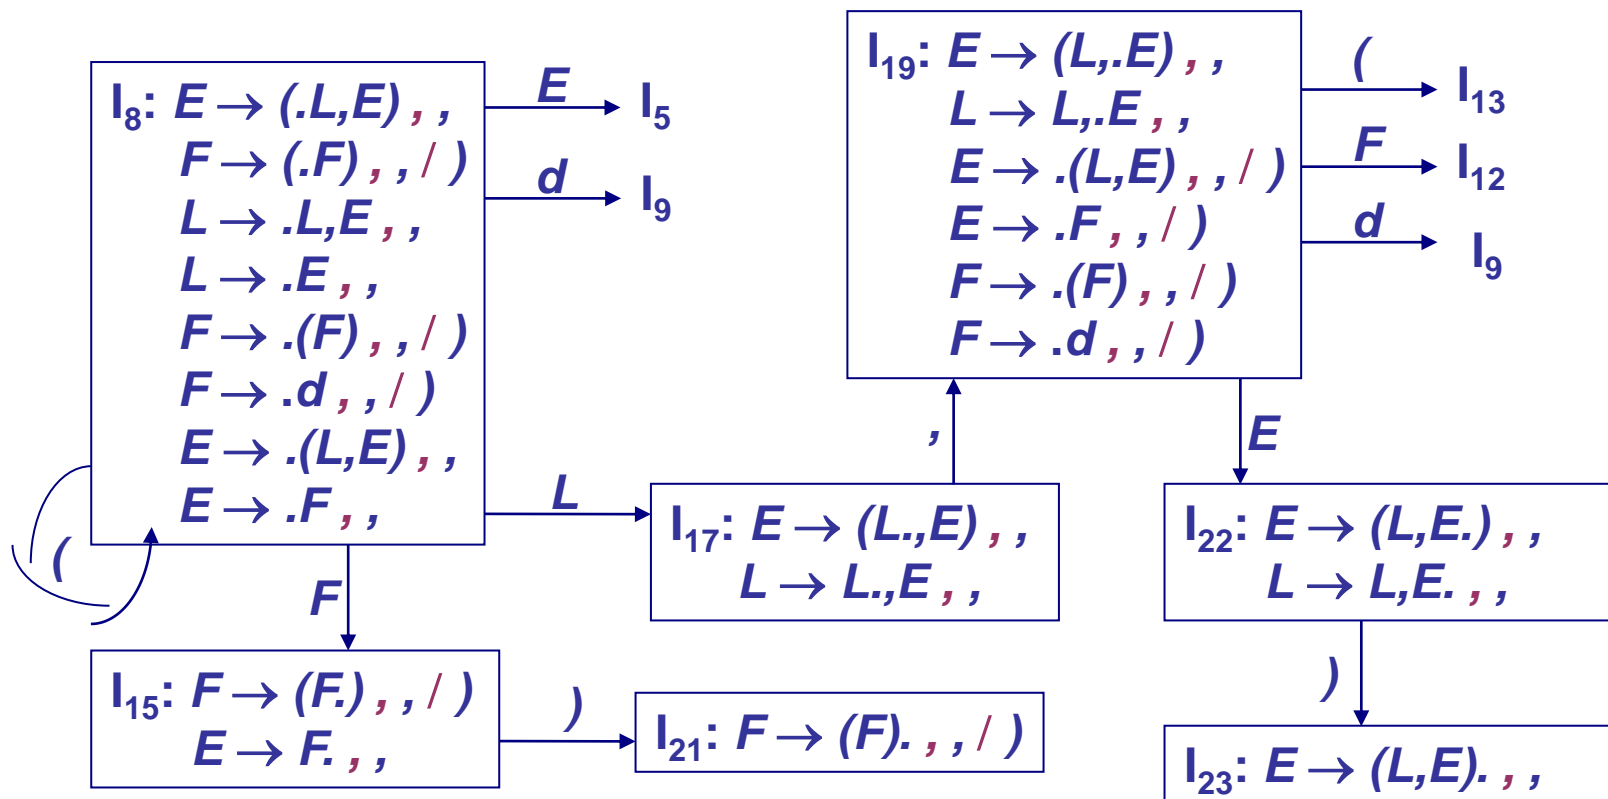 I8: E → (.L,E) , ,
F → (.F) , , / )
L → .L,E , ,
L → .E , ,
F → .(F) , , / )
F → .d , , / )
E → .(L,E) , ,
E → .F , ,
E
I5
d
I9
(
L
F
I15: F → (F.) , , / )
E → F. , ,
)
I21: F → (F). , , / )
I17: E → (L.,E) , ,
L → L.,E , ,
,
I19: E → (L,.E) , ,
L → L,.E , ,
E → .(L,E) , , / )
E → .F , , / )
F → .(F) , , / )
F → .d , , / )
(
I13
F
I12
d
I9
E
I22: E → (L,E.) , ,
L → L,E. , ,
)
I23: E → (L,E). , ,